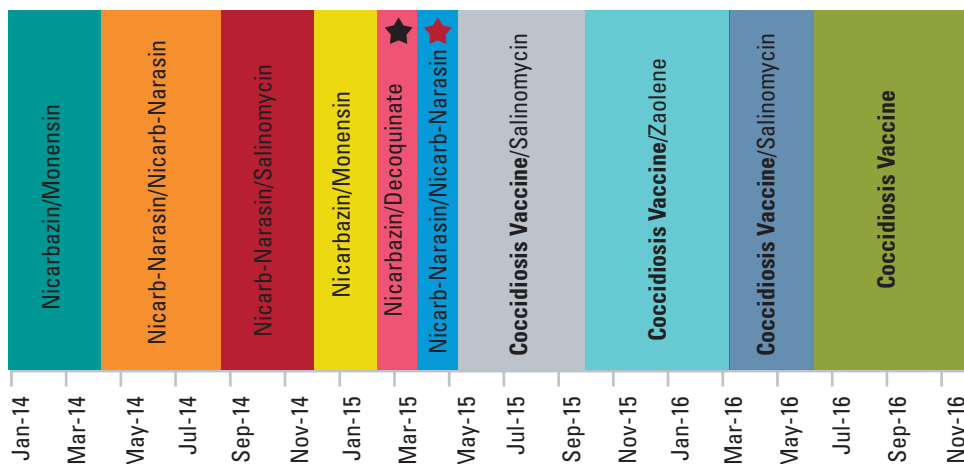 Nicarbazin/Monensin
Nicarb-Narasin/Nicarb-Narasin
Nicarb-Narasin/Salinomycin
Nicarbazin/Monensin
Nicarbazin/Decoquinate
Nicarb-Narasin/Nicarb-Narasin
Coccidiosis Vaccine/Salinomycin
Coccidiosis Vaccine/Zaolene
Coccidiosis Vaccine/Salinomycin
Coccidiosis Vaccine
Jan-14
Mar-14
May-14
Jul-14
Sep-14
Nov-14
Jan-15
Mar-15
May-15
Jul-15
Sep-15
Nov-15
Jan-16
Mar-16
May-16
Jul-16
Sep-16
Nov-16